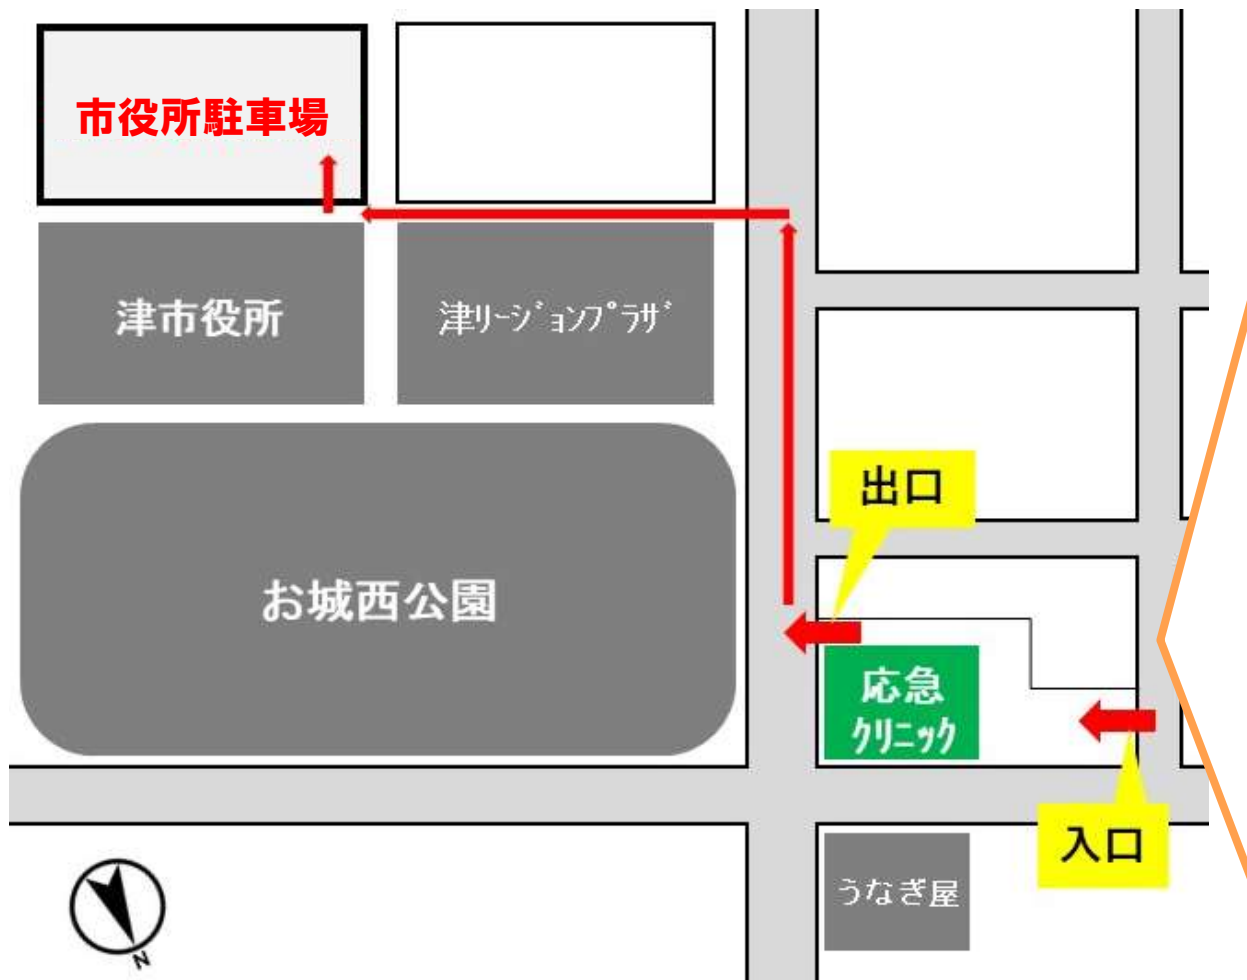 市役所駐車場
津市役所
津ﾘｰｼﾞｮﾝﾌﾟﾗｻﾞ
出口
お城西公園
応急
ｸﾘﾆｯｸ
入口
うなぎ屋
N